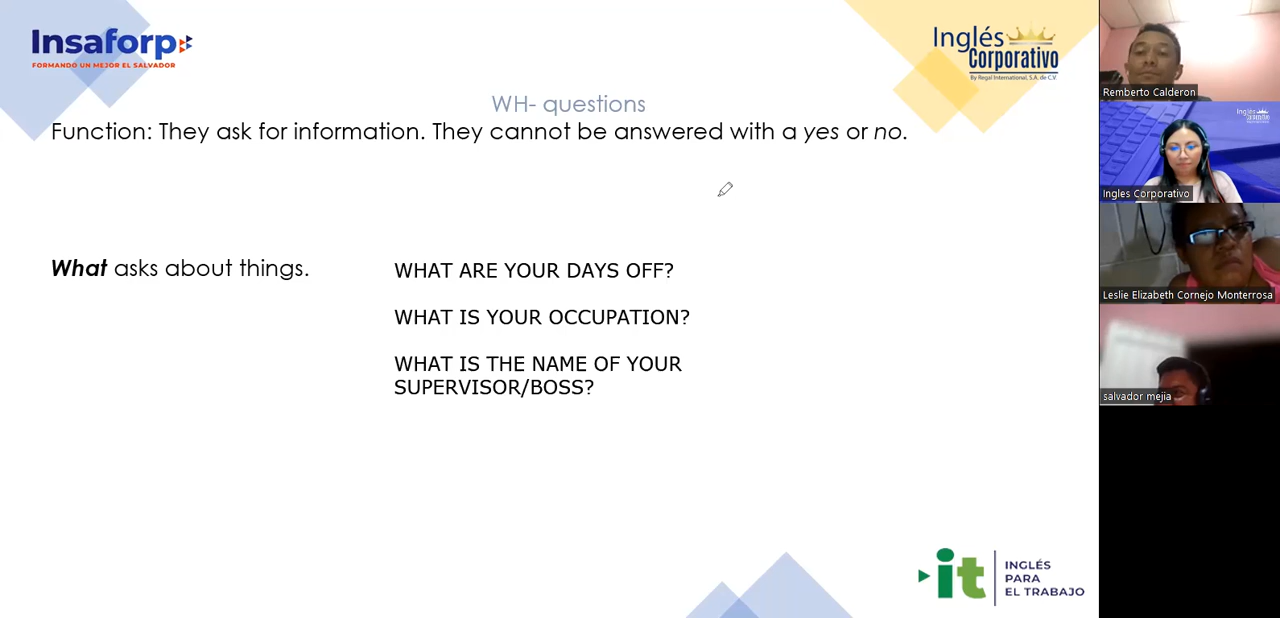 Insaforp
FORMANDO UN MEJOR EL SALVADOR
Inglés
Corporativo
By Regal International, S.A. de C.V.
WH- questions
Function: They ask for information. They cannot be answered with a yes or no.
What asks about things.
WHAT ARE YOUR DAYS OFF?
WHAT IS YOUR OCCUPATION?
WHAT IS THE NAME OF YOUR
SUPERVISOR/BOSS?
it
INGLÉS
PARA
EL TRABAJO
Remberto Calderon
Inglés
Ingles Corporativo
Leslie Elizabeth Cornejo Monterrosa
salvador mejia